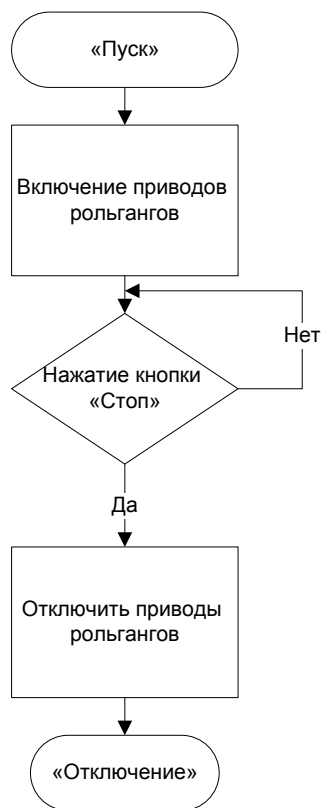 «Пуск»
Включение приводов
рольгангов
Нет
Нажатие кнопки
«Стоп»
Да
Отключить приводы
рольгангов
«Отключение»